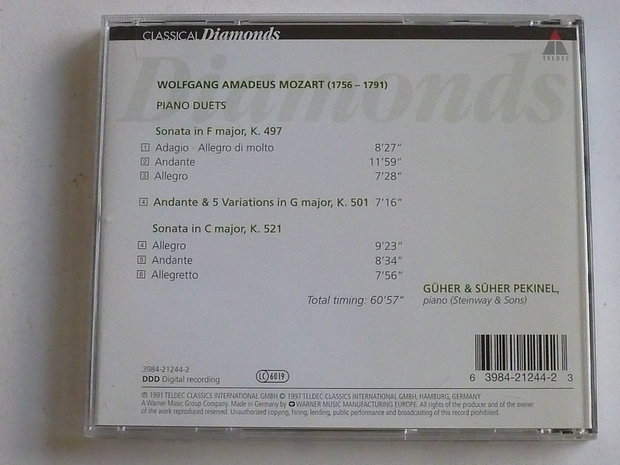 CLASSICAL Diamonds
TELDEC
Diamonds
WOLFGANG AMADEUS MOZART (1756 – 1791)
PIANO DUETS
Sonata in F major, K. 497
1 Adagio · Allegro di molto 8’27”
2 Andante 11’59”
3 Allegro 7’28”
4 Andante & 5 Variations in G major, K. 501 7’16”
Sonata in C major, K. 521
4 Allegro 9’23”
5 Andante 8’34”
6 Allegretto 7’56”
Total timing: 60’57”
GÜHER & SÜHER PEKINEL,
piano (Steinway & Sons)
3984-21244-2
DDD Digital recording
LC 6019
6 3984-21244-2 3
℗ 1991 TELDEC CLASSICS INTERNATIONAL GMBH © 1997 TELDEC CLASSICS INTERNATIONAL GMBH, HAMBURG, GERMANY
A Warner Music Group Company. Made in Germany by WARNER MUSIC MANUFACTURING EUROPE. All rights of the producer and of the owner
of the work reproduced reserved. Unauthorized copying, hiring, lending, public performance and broadcasting of this record prohibited.